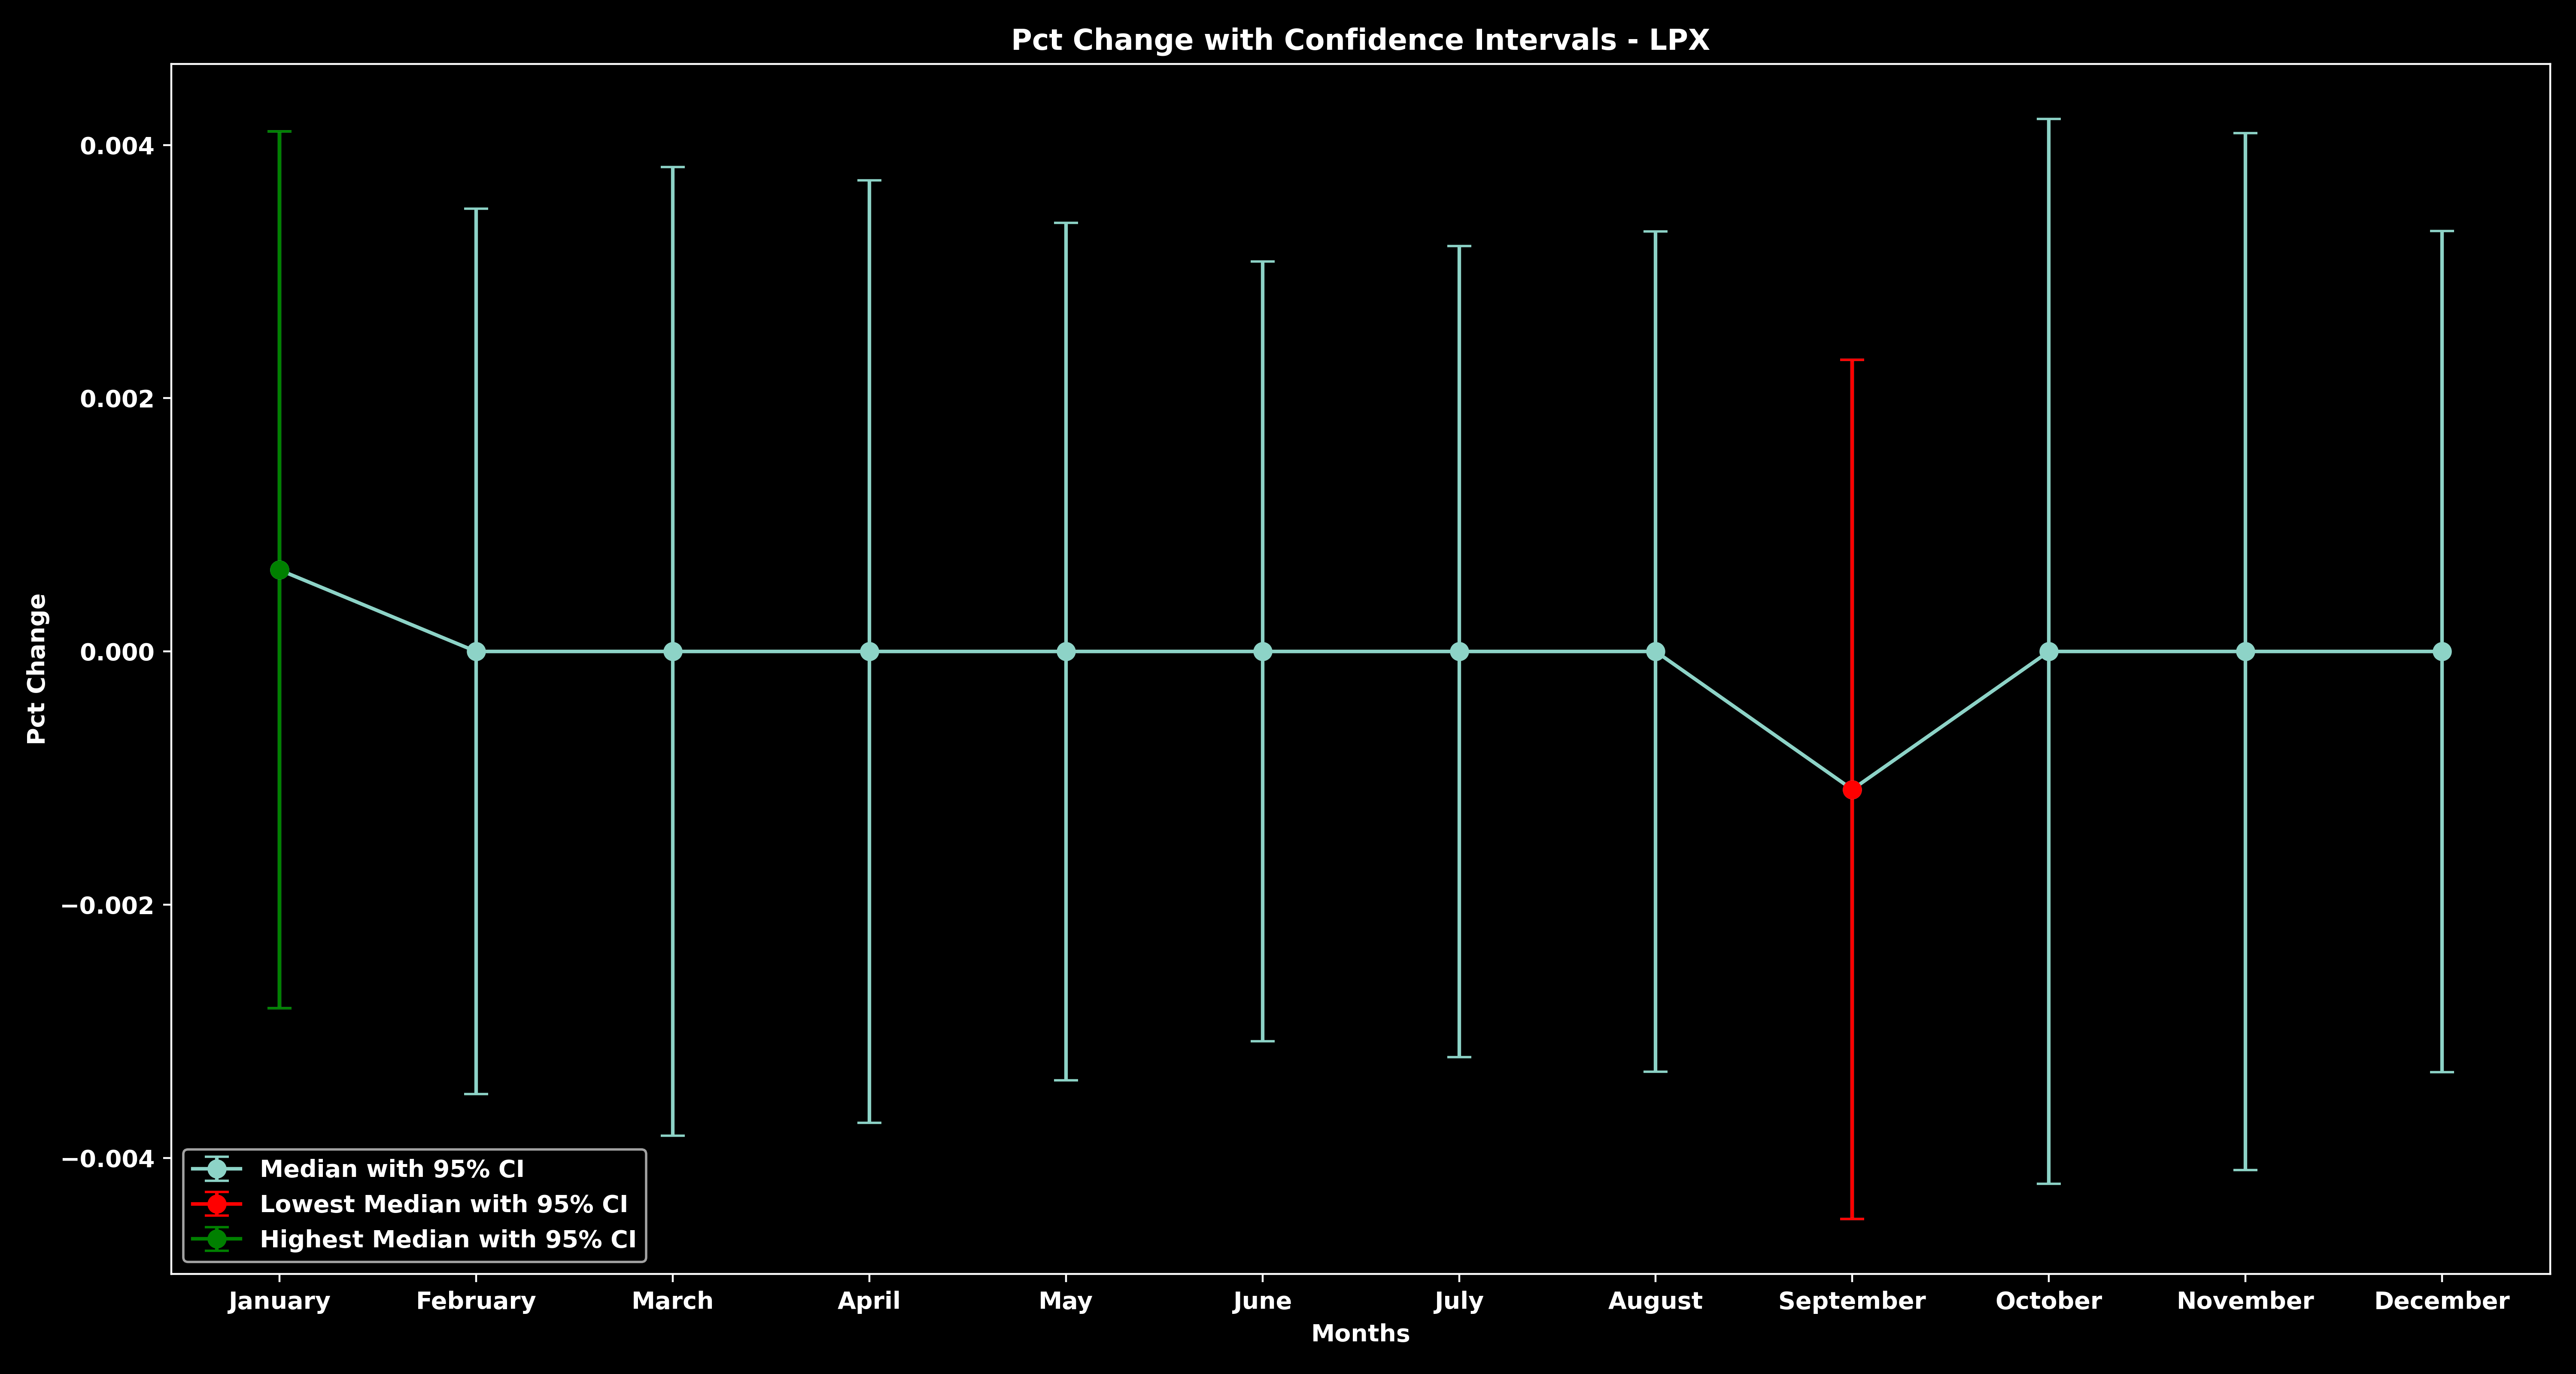 Pct Change with Confidence Intervals - LPX
Pct Change
0.004
0.002
0.000
−0.002
−0.004
Median with 95% CI
Lowest Median with 95% CI
Highest Median with 95% CI
January February March April May June July August September October November December
Months